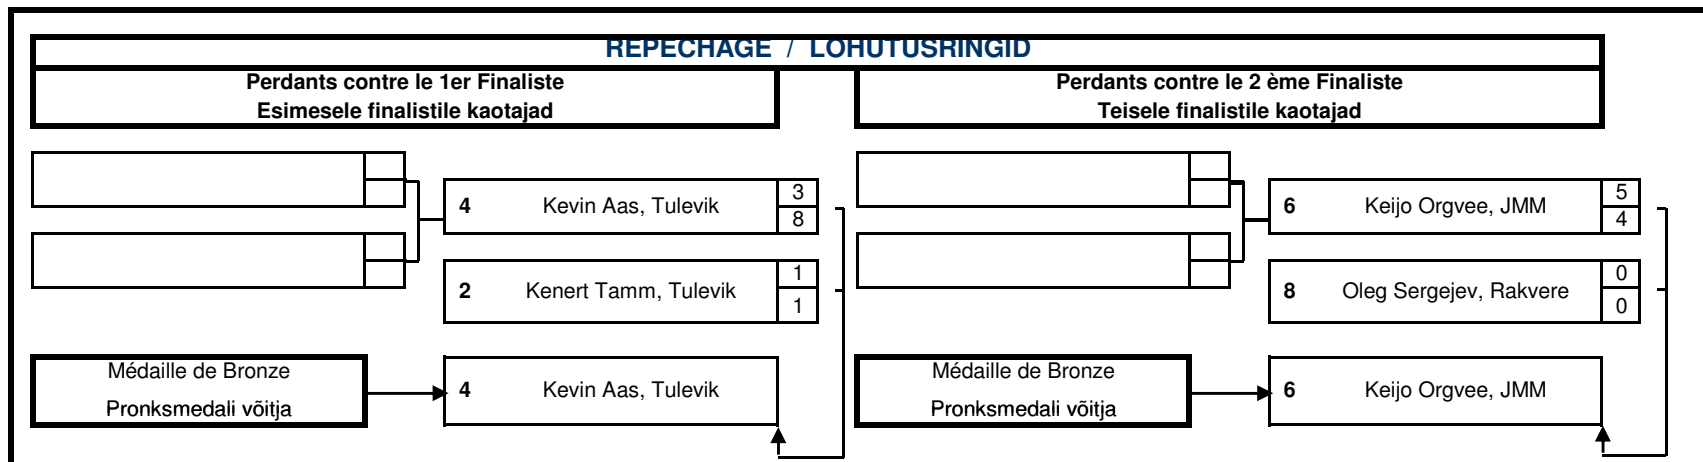 REPECHAGE / LOHUTUSRINGID
Perdants contre le 1er Finaliste
Esimesele finalistile kaotajad
Perdants contre le 2 ème Finaliste
Teisele finalistile kaotajad
4 Kevin Aas, Tulevik 3
8
2 Kenert Tamm, Tulevik 1
1
6 Keijo Orgvee, JMM 5
4
8 Oleg Sergejev, Rakvere 0
0
Médaille de Bronze
Pronksmedali võitja
4 Kevin Aas, Tulevik
Médaille de Bronze
Pronksmedali võitja
6 Keijo Orgvee, JMM